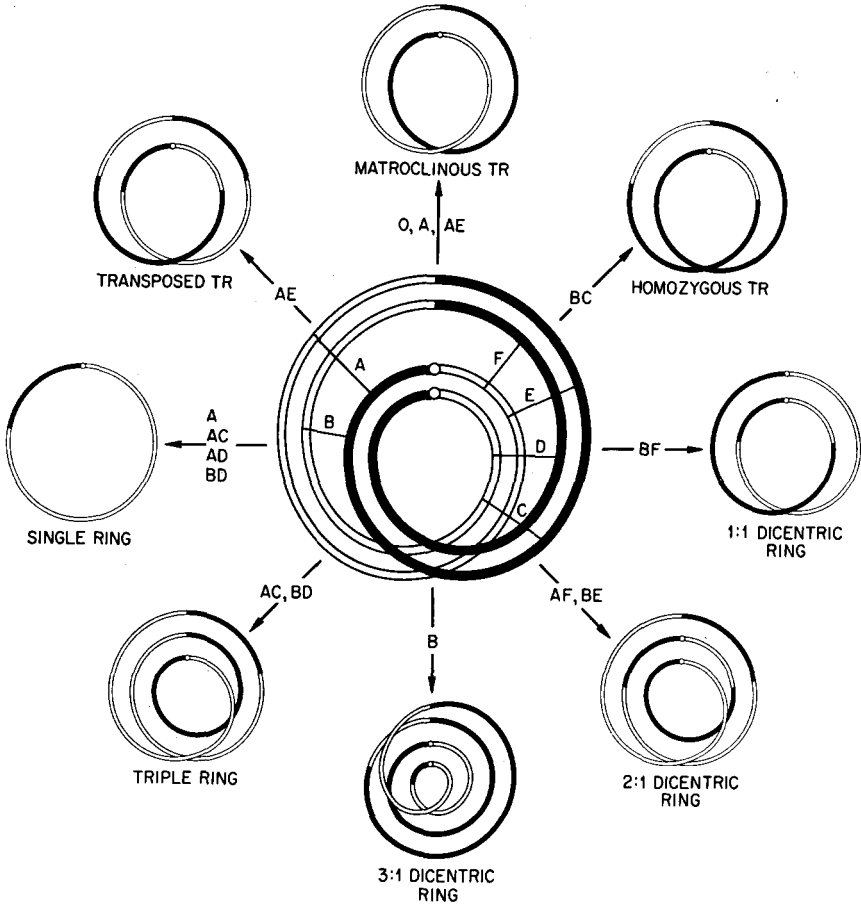 MATROCLINOUS TR
O, A, AE
TRANSPOSED TR
AE
HOMOZYGOUS TR
BC
A
B
F
E
D
C
A
AC
AD
BD
SINGLE RING
BF
1:1 DICENTRIC
RING
AC, BD
TRIPLE RING
B
3:1 DICENTRIC
RING
AF, BE
2:1 DICENTRIC
RING